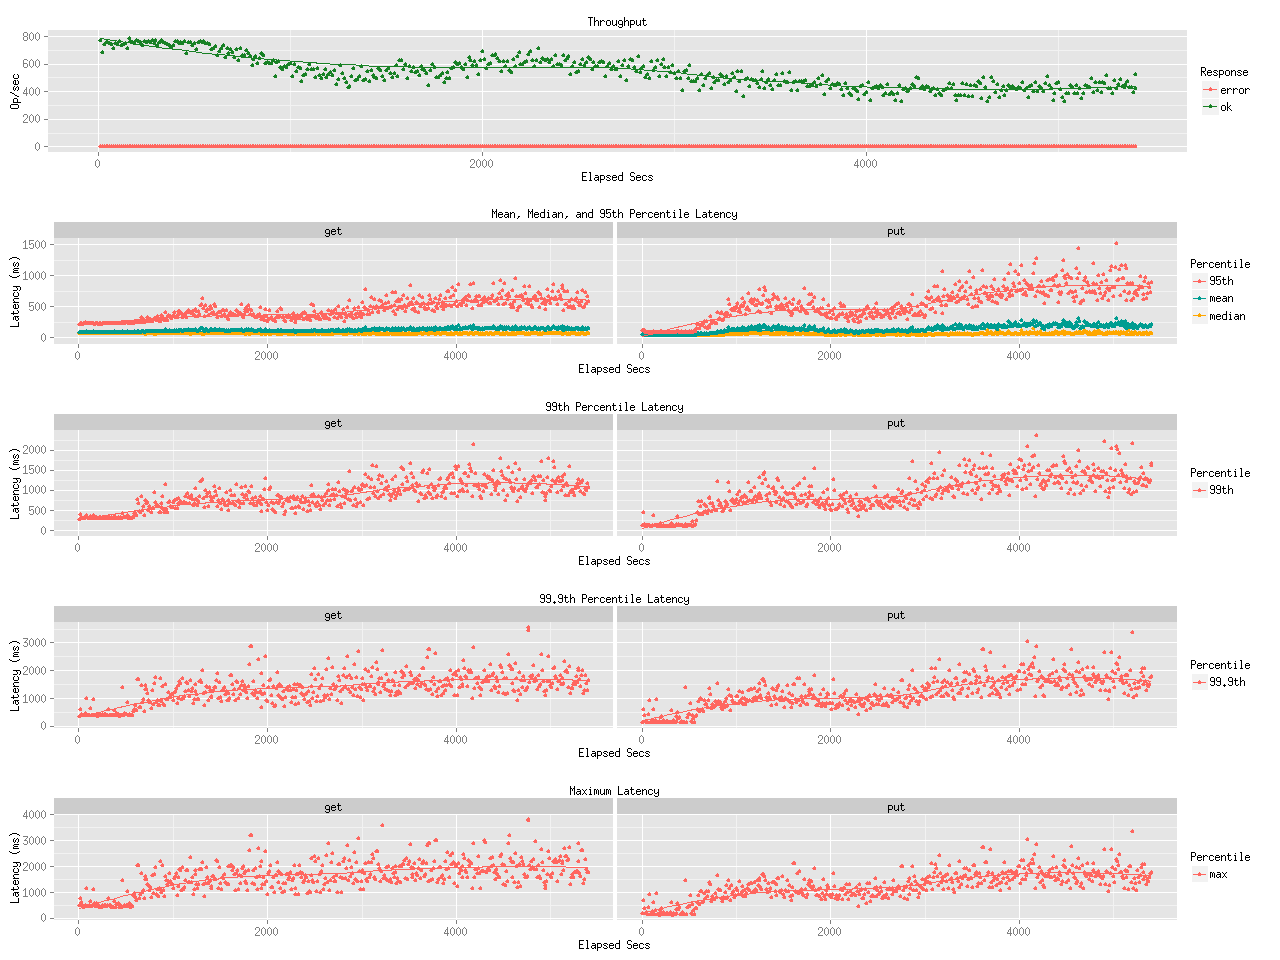 Throughput
800
600
400
200
0
Op/sec
0 2000 4000
Elapsed Secs
Response
error
ok
Mean, Median, and 95th Percentile Latency
get put
1500
1000
500
0
Latency (ms)
0 2000 4000 0 2000 4000
Elapsed Secs
Percentile
95th
mean
median
99th Percentile Latency
get put
2000
1500
1000
500
0
Latency (ms)
0 2000 4000 0 2000 4000
Elapsed Secs
Percentile
99th
99.9th Percentile Latency
get put
3000
2000
1000
0
Latency (ms)
0 2000 4000 0 2000 4000
Elapsed Secs
Percentile
99.9th
Maximum Latency
get put
4000
3000
2000
1000
0
Latency (ms)
0 2000 4000 0 2000 4000
Elapsed Secs
Percentile
max